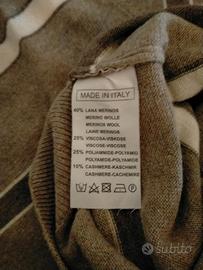 MADE IN ITALY
40% LANA MERINOS
MERINO WOLLE
MERINOS WOOL
LAINE MERINOS
25% VISCOSA-VISKOSE
VISCOSE-VISCOSE
25% POLIAMMIDE-POLYAMID
POLYAMIDE-POLYAMIDE
10% KASCHMIR-CASHMERE
CASHMERE-CACHEMIRE
subito